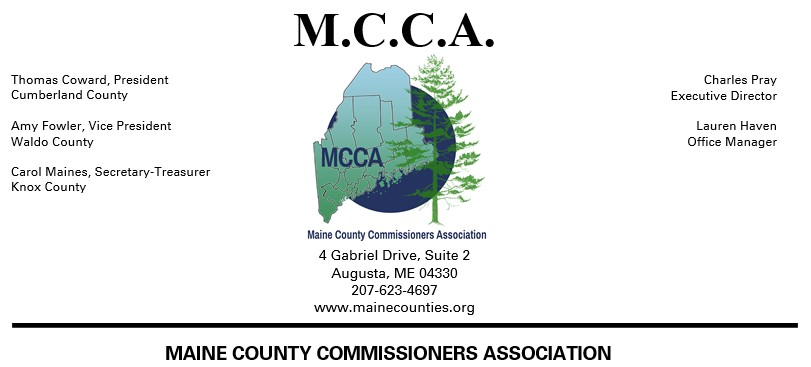 M.C.C.A.
Thomas Coward, President
Cumberland County
Amy Fowler, Vice President
Waldo County
Carol Maines, Secretary-Treasurer
Knox County
MCCA
Maine County Commissioners Association
Charles Pray
Executive Director
Lauren Haven
Office Manager
4 Gabriel Drive, Suite 2
Augusta, ME 04330
207-623-4697
www.mainecounties.org
MAINE COUNTY COMMISSIONERS ASSOCIATION